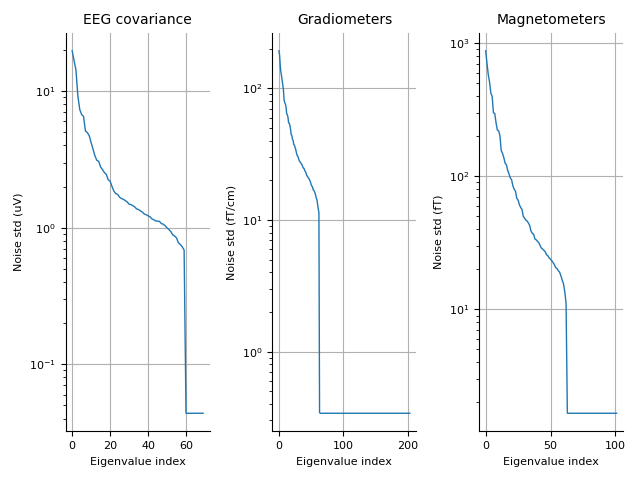 EEG covariance
Noise std (uV)
10¹
10⁰
10⁻¹
0 20 40 60
Eigenvalue index
Gradiometers
Noise std (fT/cm)
10²
10¹
10⁰
0 100 200
Eigenvalue index
Magnetometers
Noise std (fT)
10³
10²
10¹
0 50 100
Eigenvalue index